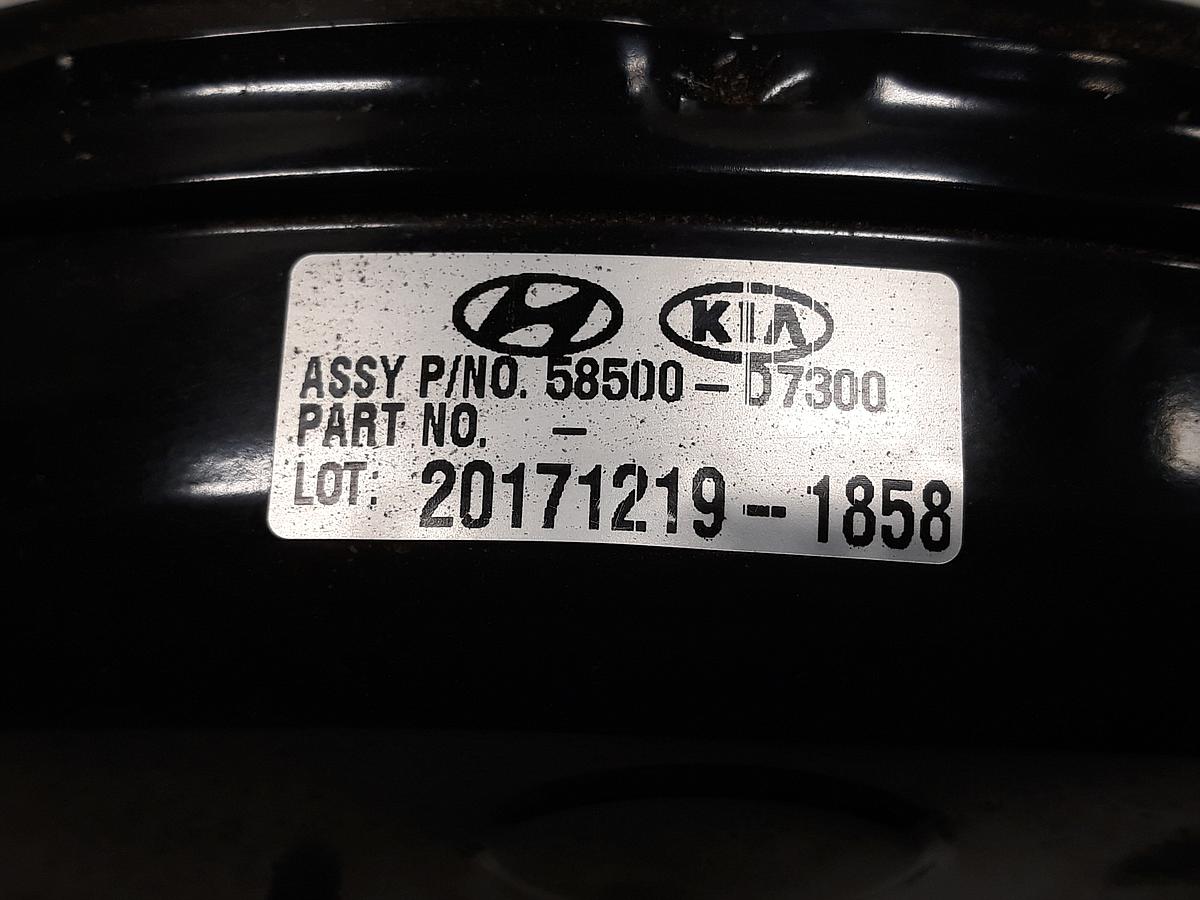 KIA
ASSY P/NO. 58500-D7300
PART NO. -
LOT: 20171219-1858